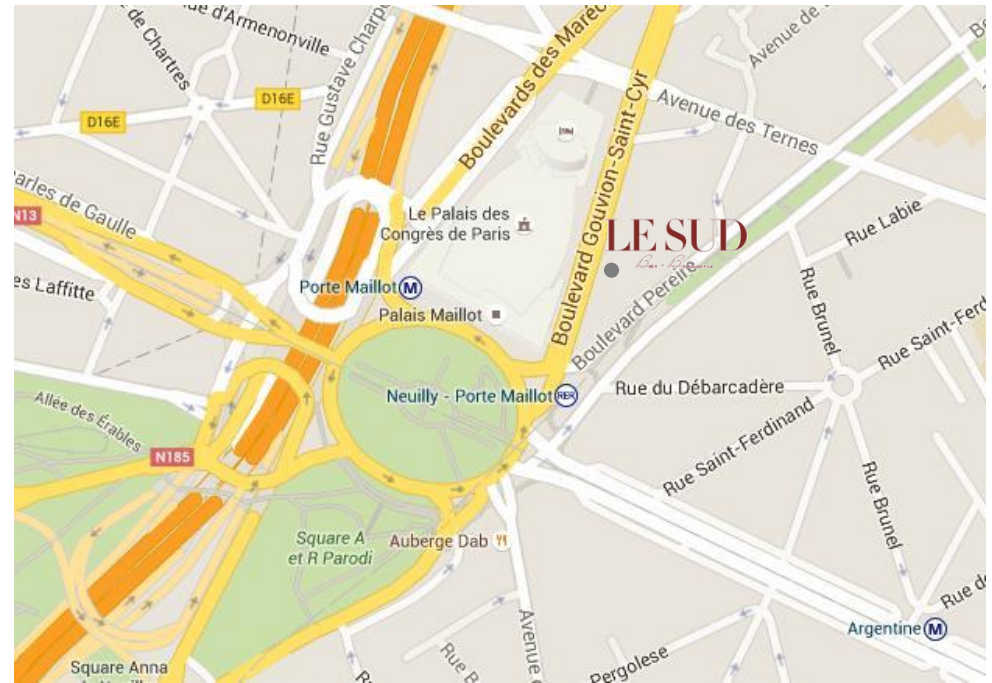 ue d'Armenonville
de Chartres
D16E
D16E
Rue Gustave Charpe
Boulevards des Maréc
Avenue de
Be
Avenue des Ternes
Boulevard Gouvion-Saint-Cyr
arles de Gaulle
N13
Le Palais des
Congrès de Paris
LE SUD
Rue Labie
es Laffitte
Porte Maillot M
Palais Maillot
Boulevard Pereire
Rue Brunel
Rue Saint-Ferd
Neuilly - Porte Maillot RER
Rue du Débarcadère
Allée des Érables
N185
Rue Saint-Ferdinand
Rue Brunel
Square A
et R Parodi
Auberge Dab
Avenue
Rue B
Pergolese
Argentine M
Rue d
Square Anna